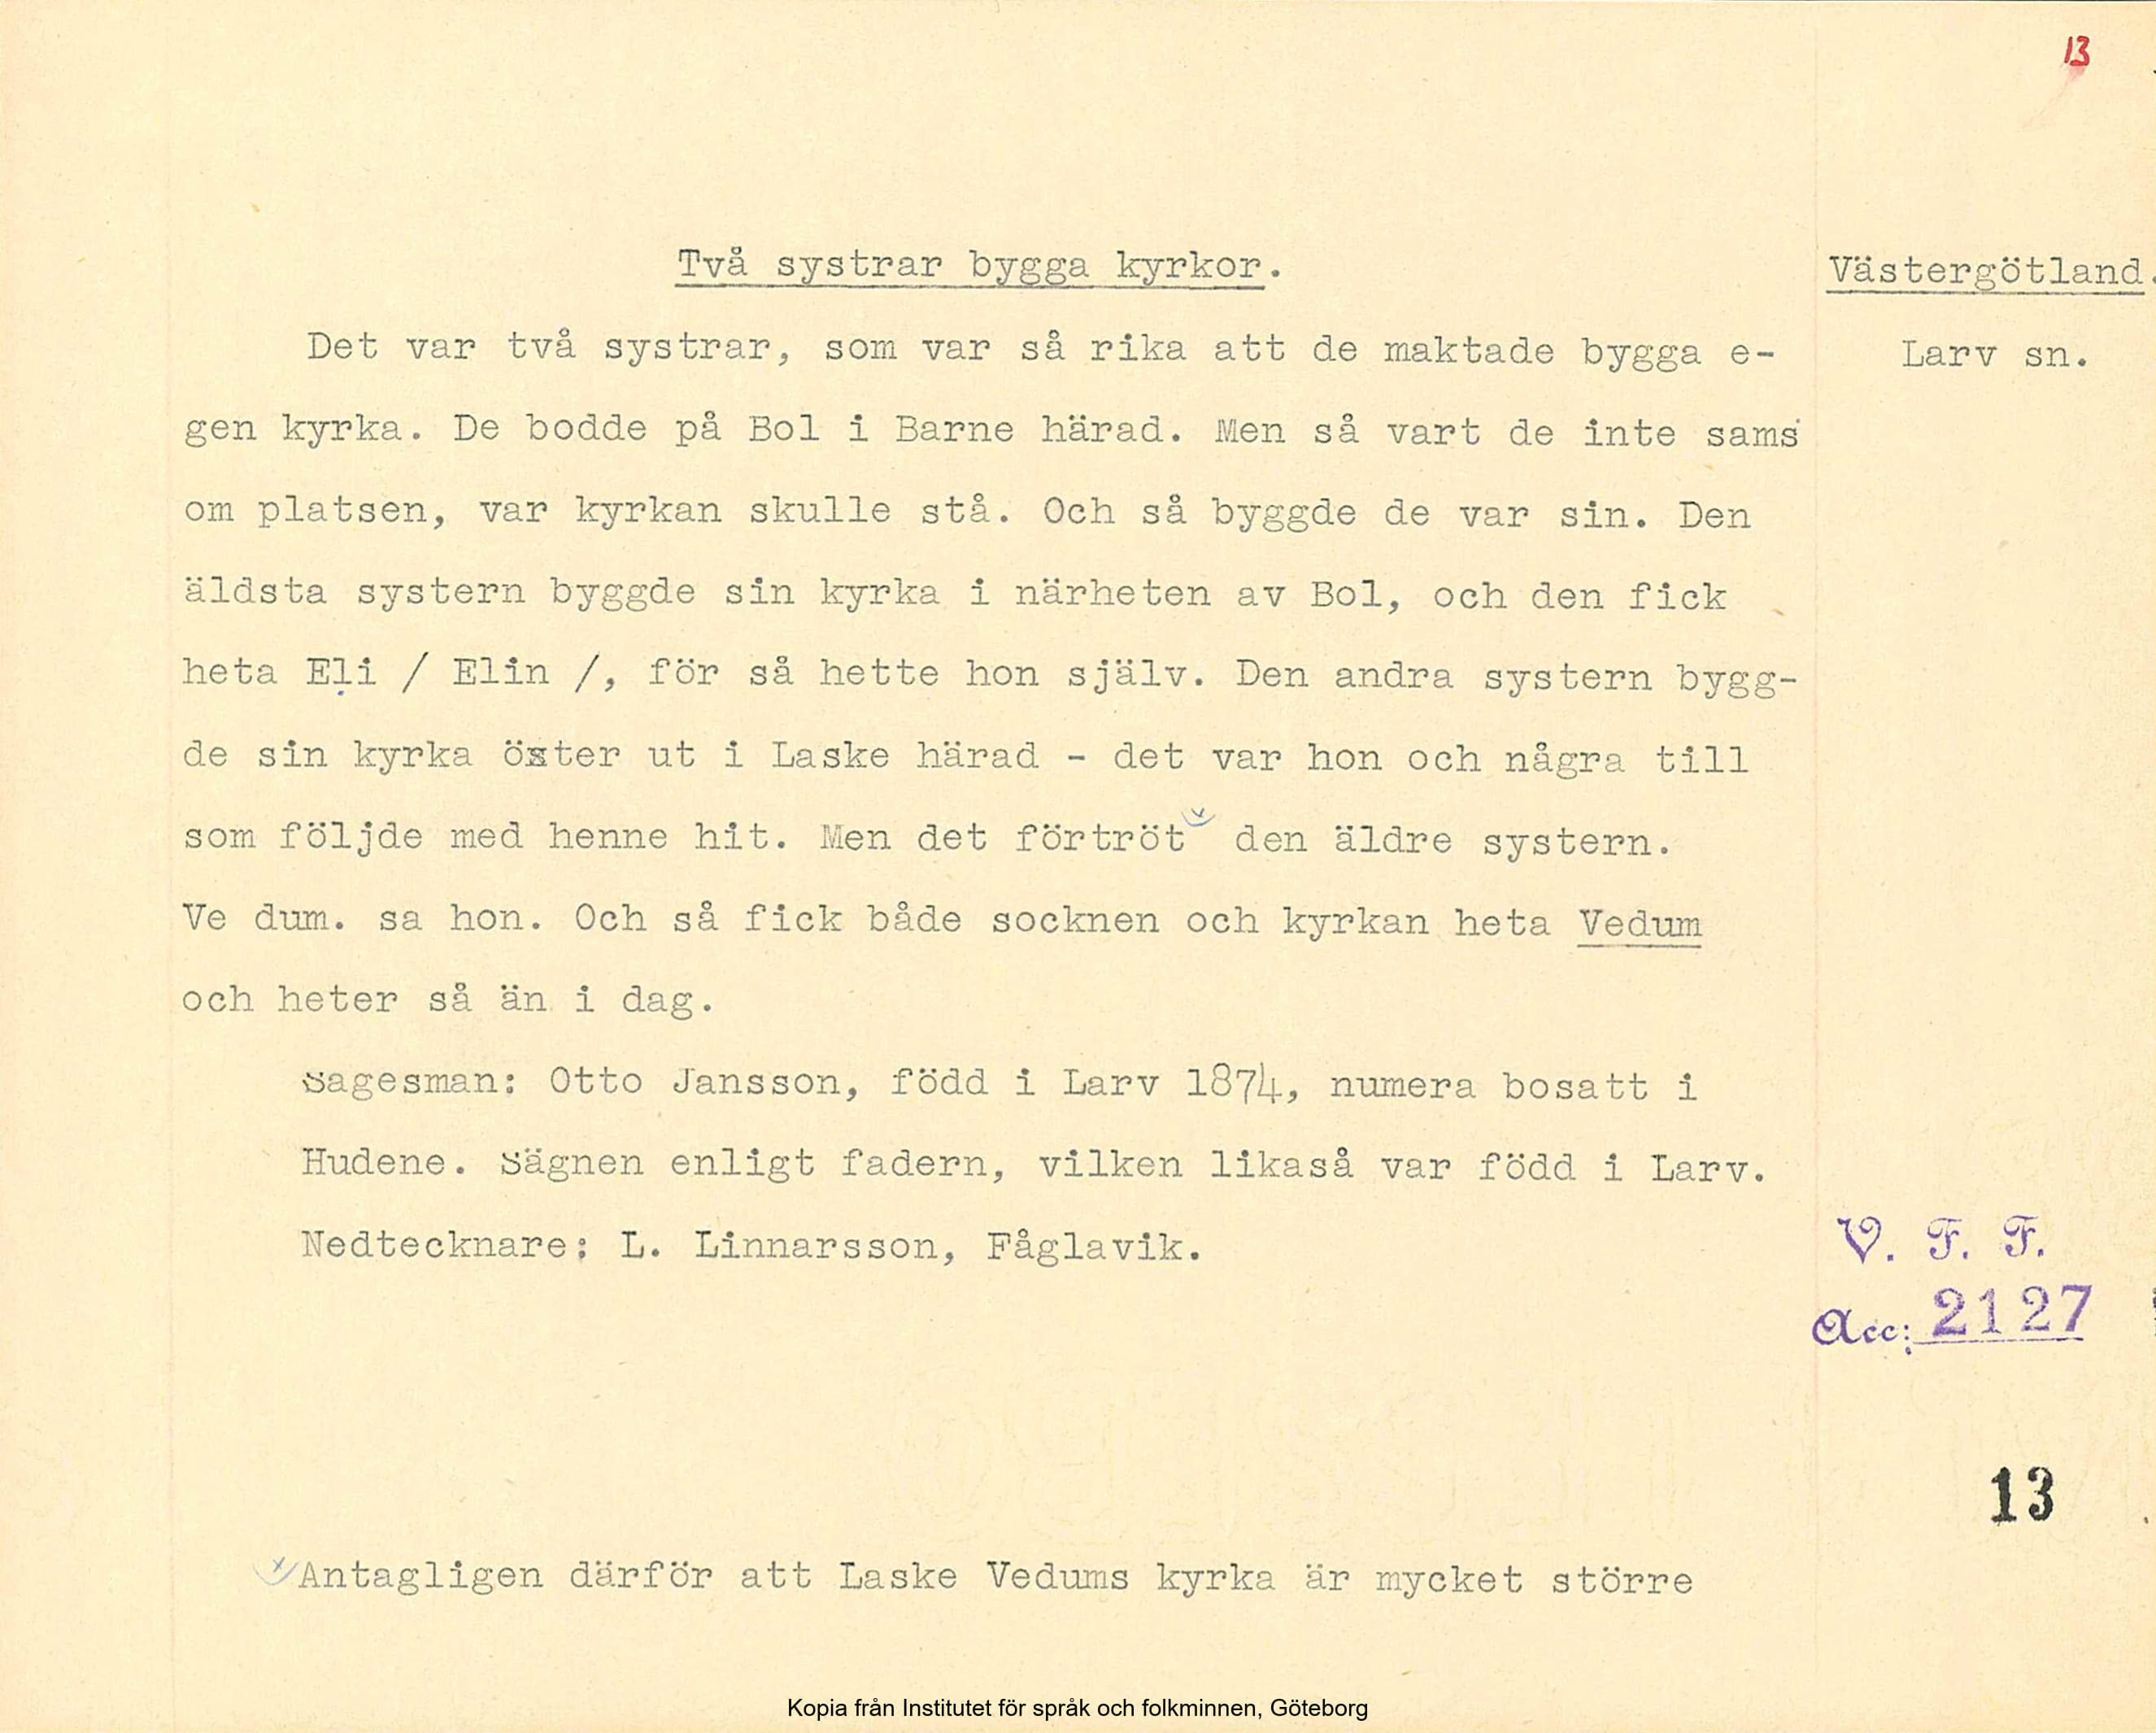 13
Två systrar bygga kyrkor.
Västergötland.
Det var två systrar, som var så rika att de maktade bygga e-
Larv sn.
gen kyrka. De bodde på Bol i Barne härad. Men så vart de inte sams
om platsen, var kyrkan skulle stå. Och så byggde de var sin. Den
äldsta systern byggde sin kyrka i närheten av Bol, och den fick
heta Eli / Elin /, för så hette hon själv. Den andra systern bygg-
de sin kyrka öster ut i Laske härad - det var hon och några till
som följde med henne hit. Men det förtröt x den äldre systern.
Ve dum. sa hon. Och så fick både socknen och kyrkan heta Vedum
och heter så än i dag.
Sagesman: Otto Jansson, född i Larv 1874, numera bosatt i
Hudene. Sägnen enligt fadern, vilken likaså var född i Larv.
Nedtecknare: L. Linnarsson, Fåglavik.
V. F. F.
Acc: 2127
13
x Antagligen därför att Laske Vedums kyrka är mycket större
Kopia från Institutet för språk och folkminnen, Göteborg